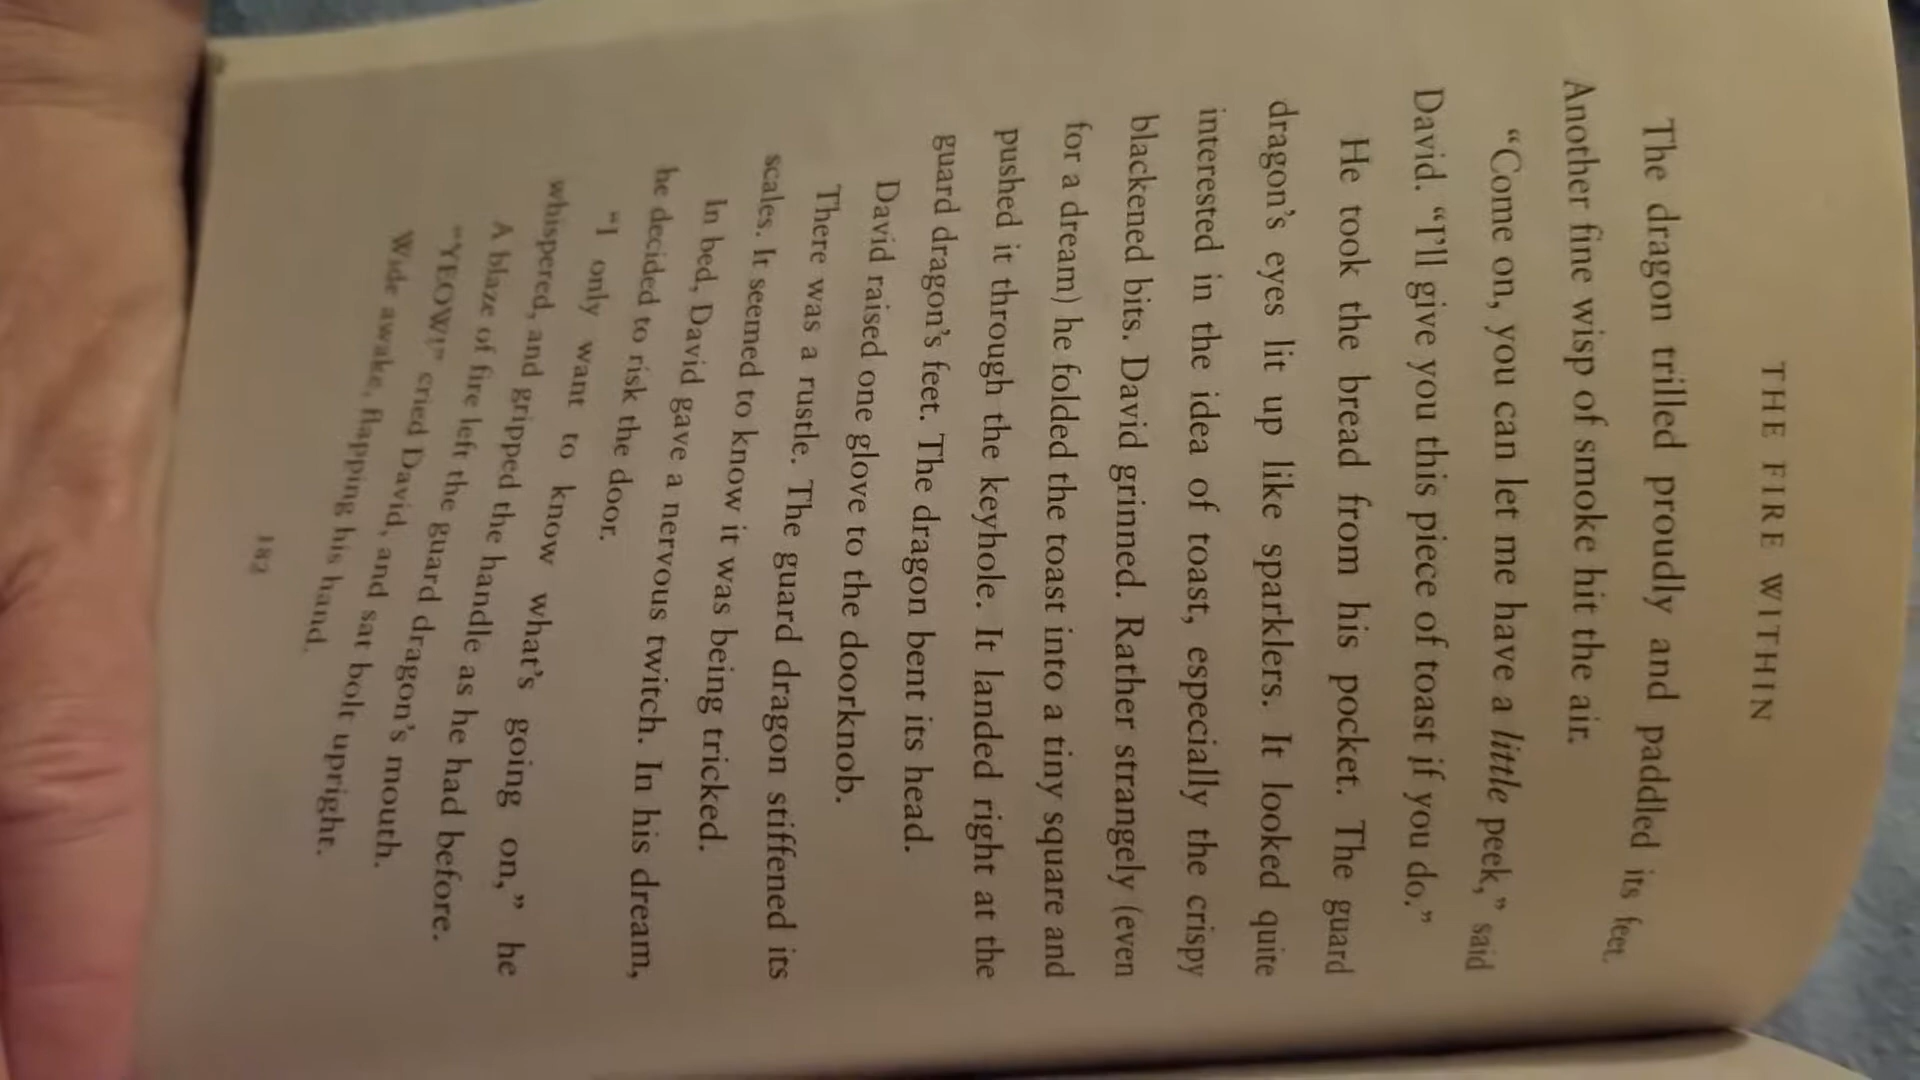 THE FIRE WITHIN
The dragon trilled proudly and paddled its feet.
Another fine wisp of smoke hit the air.
“Come on, you can let me have a little peek,” said
David. “I’ll give you this piece of toast if you do.”
He took the bread from his pocket. The guard
dragon’s eyes lit up like sparklers. It looked quite
interested in the idea of toast, especially the crispy
blackened bits. David grinned. Rather strangely (even
for a dream) he folded the toast into a tiny square and
pushed it through the keyhole. It landed right at the
guard dragon’s feet. The dragon bent its head.
David raised one glove to the doorknob.
There was a rustle. The guard dragon stiffened its
scales. It seemed to know it was being tricked.
In bed, David gave a nervous twitch. In his dream,
he decided to risk the door.
“I only want to know what’s going on,” he
whispered, and gripped the handle as he had before.
A blaze of fire left the guard dragon’s mouth.
“YEOW!” cried David, and sat bolt upright.
Wide awake, flapping his hand.
182